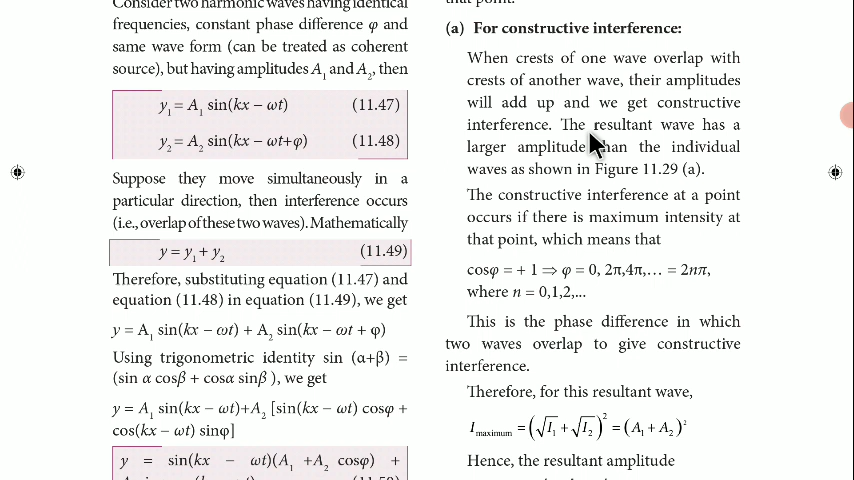 Consider two harmonic waves having identical
frequencies, constant phase difference φ and
same wave form (can be treated as coherent
source), but having amplitudes A₁ and A₂, then
y₁ = A₁ sin(kx − ωt) (11.47)
y₂ = A₂ sin(kx − ωt+φ) (11.48)
Suppose they move simultaneously in a
particular direction, then interference occurs
(i.e., overlap of these two waves). Mathematically
y = y₁ + y₂ (11.49)
Therefore, substituting equation (11.47) and
equation (11.48) in equation (11.49), we get
y = A₁ sin(kx − ωt) + A₂ sin(kx − ωt + φ)
Using trigonometric identity sin (α+β) =
(sin α cosβ + cosα sinβ ), we get
y = A₁ sin(kx − ωt)+A₂ [sin(kx − ωt) cosφ +
cos(kx − ωt) sinφ]
y = sin(kx − ωt)(A₁ +A₂ cosφ) +
(a) For constructive interference:
When crests of one wave overlap with
crests of another wave, their amplitudes
will add up and we get constructive
interference. The resultant wave has a
larger amplitude than the individual
waves as shown in Figure 11.29 (a).
The constructive interference at a point
occurs if there is maximum intensity at
that point, which means that
cosφ = + 1 ⇒ φ = 0, 2π,4π,… = 2nπ,
where n = 0,1,2,...
This is the phase difference in which
two waves overlap to give constructive
interference.
Therefore, for this resultant wave,
I_maximum = (√I₁ + √I₂)² = (A₁ + A₂)²
Hence, the resultant amplitude